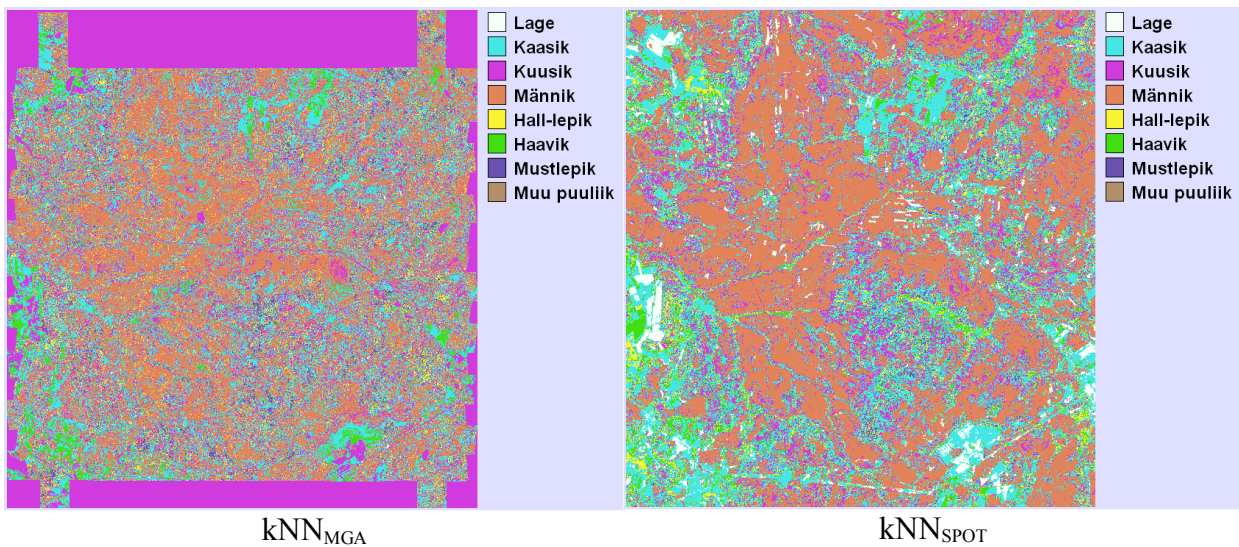 Lage
Kaasik
Kuusik
Männik
Hall-lepik
Haavik
Mustlepik
Muu puuliik
Lage
Kaasik
Kuusik
Männik
Hall-lepik
Haavik
Mustlepik
Muu puuliik
kNNMGA
kNNSPOT